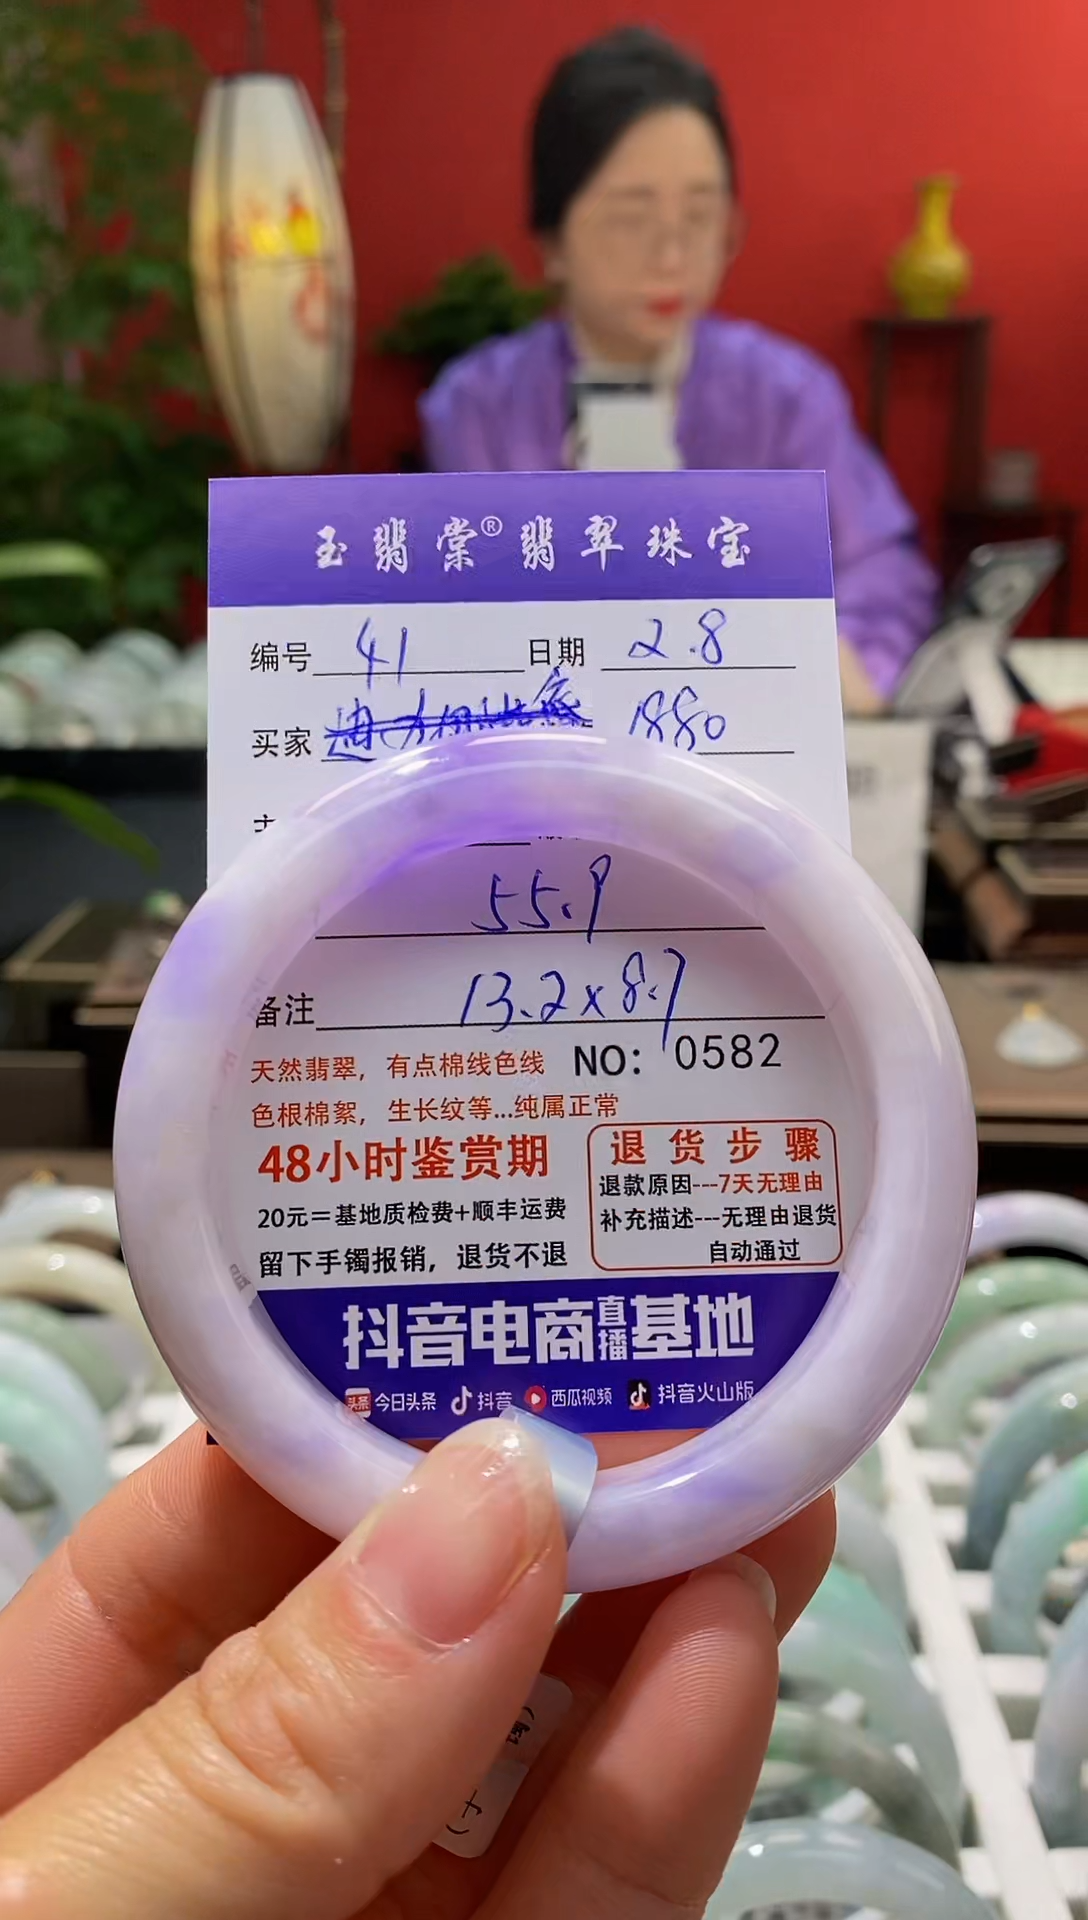 玉翡棠®翡翠珠宝
编号 41 日期 2.8
买家 1880
55.9
备注 13.2x8.7
天然翡翠，有点棉线色线 NO: 0582
色根棉絮，生长纹等...纯属正常
48小时鉴赏期
20元=基地质检费+顺丰运费
留下手镯报销，退货不退
退货步骤
退款原因---7天无理由
补充描述---无理由退货
自动通过
抖音电商直播基地
头条 今日头条 抖音 西瓜视频 抖音火山版